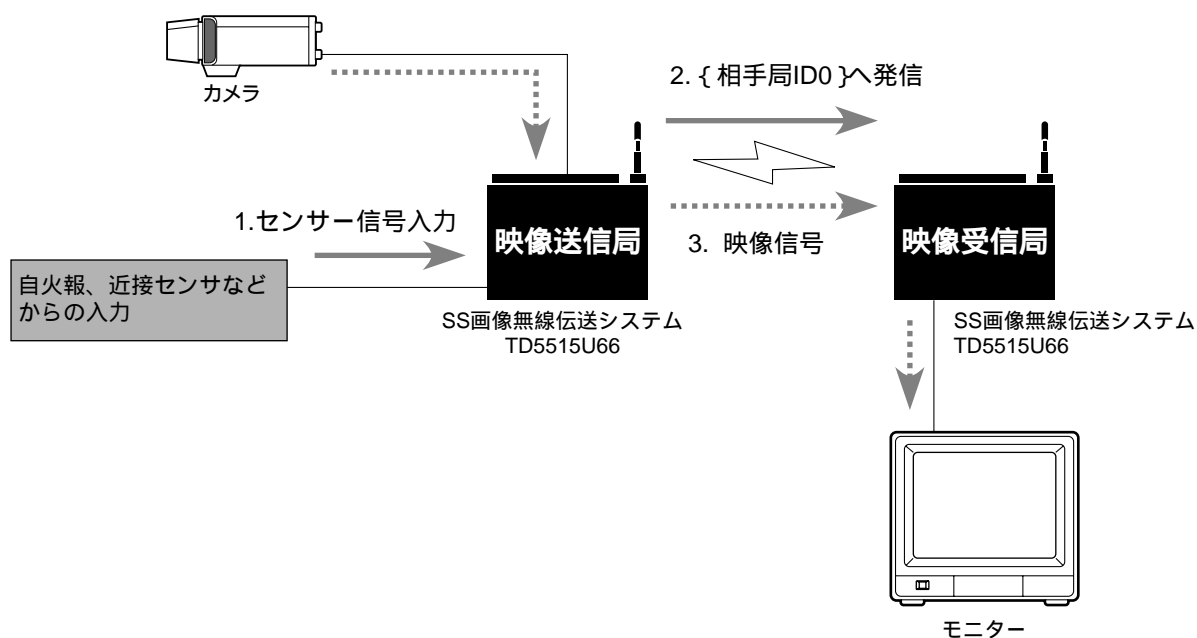 カメラ
2. { 相手局ID0 }へ発信
1.センサー信号入力
映像送信局
3. 映像信号
映像受信局
自火報、近接センサなど
からの入力
SS画像無線伝送システム
TD5515U66
SS画像無線伝送システム
TD5515U66
モニター